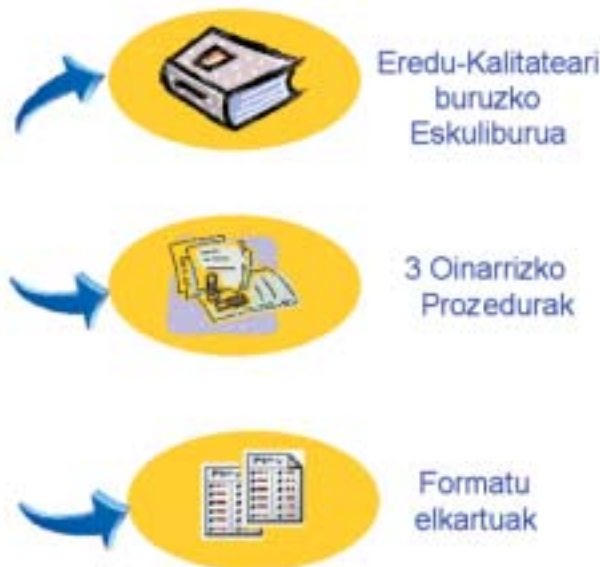 Eredu-Kalitateari
buruzko
Eskuliburua
3 Oinarrizko
Prozedurak
Formatu
elkartuak